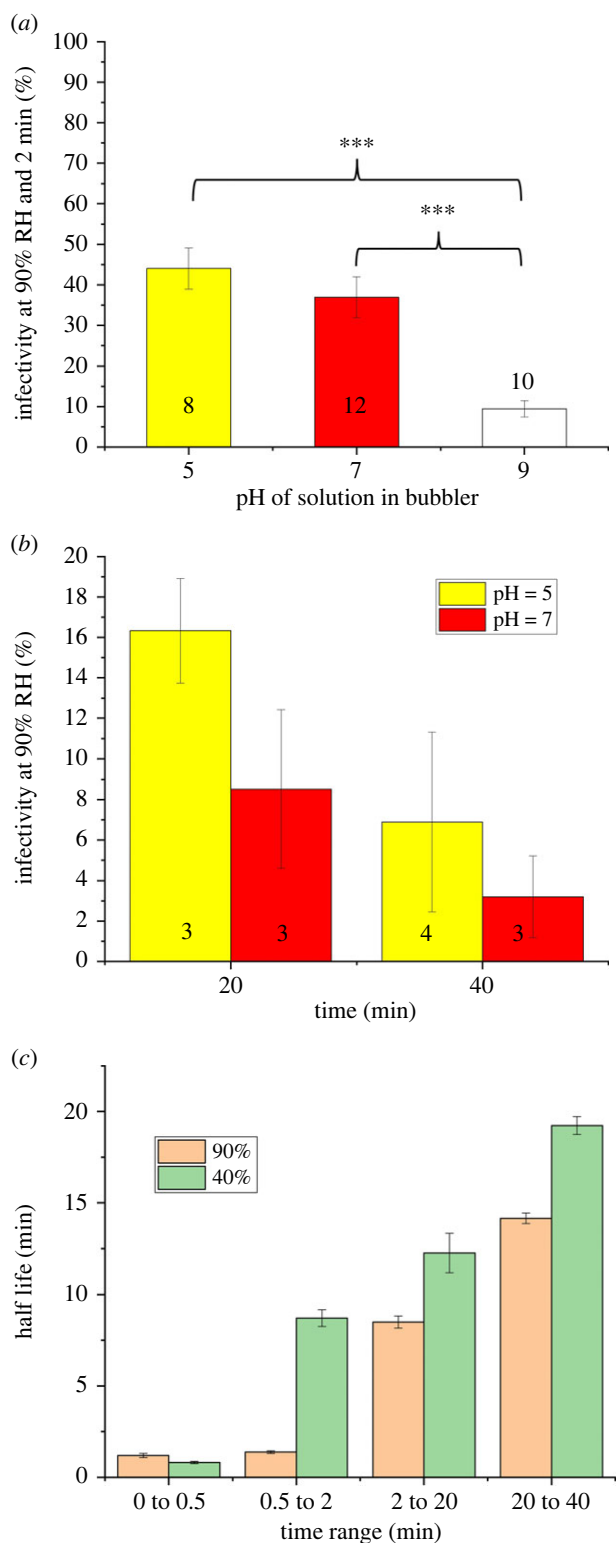 (a)
100
90
80
70
60
50
40
30
20
10
0
infectivity at 90% RH and 2 min (%)
***
***
8
12
10
5 7 9
pH of solution in bubbler
(b)
20
18
16
14
12
10
8
6
4
2
0
infectivity at 90% RH (%)
pH = 5
pH = 7
3 3 4 3
20 40
time (min)
(c)
20
15
10
5
0
half life (min)
90%
40%
0 to 0.5 0.5 to 2 2 to 20 20 to 40
time range (min)